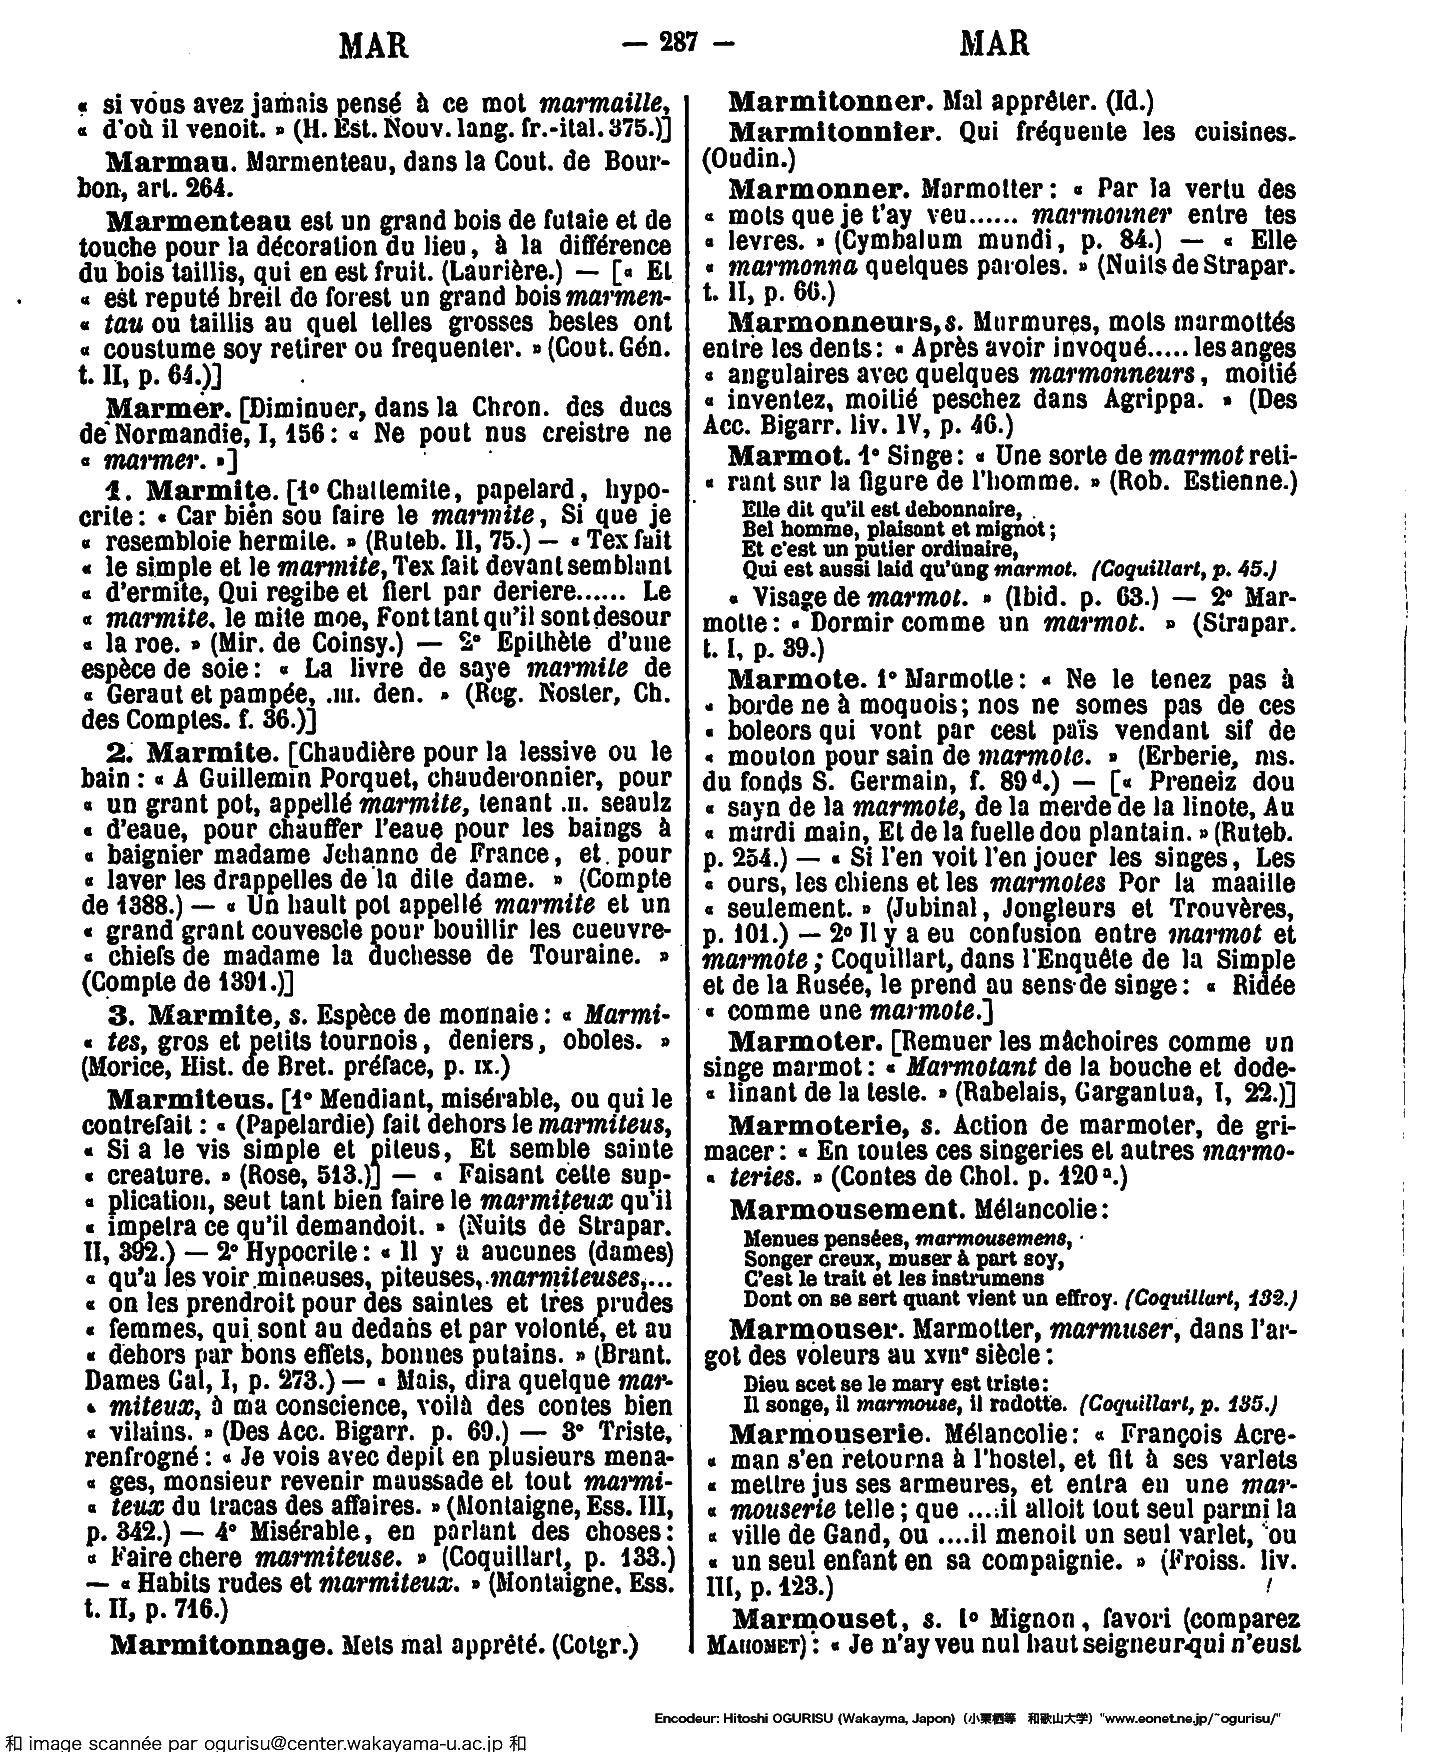 MAR — 287 — MAR
« si vous avez jamais pensé à ce mot marmaille,
« d'où il venoit. » (H. Est. Nouv. lang. fr.-ital. 375.)]
Marmau. Marmenteau, dans la Cout. de Bour-
bon, art. 264.
Marmenteau est un grand bois de futaie et de
touche pour la décoration du lieu, à la différence
du bois taillis, qui en est fruit. (Laurière.) — [« Et
« est reputé breil de forest un grand bois marmen-
« tau ou taillis au quel telles grosses bestes ont
« coustume soy retirer ou frequenter. » (Cout. Gén.
t. II, p. 64.)]
Marmer. [Diminuer, dans la Chron. des ducs
de Normandie, I, 156 : « Ne pout nus creistre ne
« marmer. »]
1. Marmite. [1° Chattemite, papelard, hypo-
crite : « Car bien sou faire le marmite, Si que je
« resembloie hermite. » (Ruteb. II, 75.) — « Tex fait
« le simple et le marmite, Tex fait devant semblant
« d'ermite, Qui regibe et fiert par deriere...... Le
« marmite, le mite moe, Font tant qu'il sont desour
« la roe. » (Mir. de Coinsy.) — 2° Epithète d'une
espèce de soie : « La livre de saye marmite de
« Geraut et pampée, .III. den. » (Reg. Noster, Ch.
des Comptes. f. 36.)]
2. Marmite. [Chaudière pour la lessive ou le
bain : « A Guillemin Porquet, chauderonnier, pour
« un grant pot, appellé marmite, tenant .II. seaulz
« d'eaue, pour chauffer l'eaue pour les baings à
« baignier madame Jehanne de France, et pour
« laver les drappelles de la dite dame. » (Compte
de 1388.) — « Un hault pot appellé marmite et un
« grand grant couvescle pour bouillir les cueuvre-
« chiefs de madame la duchesse de Touraine. »
(Compte de 1391.)]
3. Marmite, s. Espèce de monnaie : « Marmi-
« tes, gros et petits tournois, deniers, oboles. »
(Morice, Hist. de Bret. préface, p. IX.)
Marmiteus. [1° Mendiant, misérable, ou qui le
contrefait : « (Papelardie) fait dehors le marmiteus,
« Si a le vis simple et piteus, Et semble sainte
« creature. » (Rose, 513.)] — « Faisant cette sup-
« plication, seut tant bien faire le marmiteux qu'il
« impetra ce qu'il demandoit. » (Nuits de Strapar.
II, 392.) — 2° Hypocrite : « Il y a aucunes (dames)
« qu'a les voir mineuses, piteuses, marmiteuses,...
« on les prendroit pour des saintes et tres prudes
« femmes, qui sont au dedans et par volonté, et au
« dehors par bons effets, bonnes putains. » (Brant.
Dames Gal, I, p. 273.) — « Mais, dira quelque mar-
« miteux, à ma conscience, voilà des contes bien
« vilains. » (Des Acc. Bigarr. p. 69.) — 3° Triste,
renfrogné : « Je vois avec depit en plusieurs mena-
« ges, monsieur revenir maussade et tout marmi-
« teux du tracas des affaires. » (Montaigne, Ess. III,
p. 342.) — 4° Misérable, en parlant des choses :
« Faire chere marmiteuse. » (Coquillart, p. 133.)
— « Habits rudes et marmiteux. » (Montaigne, Ess.
t. II, p. 716.)
Marmitonnage. Mets mal apprêté. (Cotgr.)
Marmitonner. Mal apprêter. (Id.)
Marmitonnier. Qui fréquente les cuisines.
(Oudin.)
Marmonner. Marmotter : « Par la vertu des
« mots que je t'ay veu...... marmonner entre tes
« levres. » (Cymbalum mundi, p. 84.) — « Elle
« marmonna quelques paroles. » (Nuits de Strapar.
t. II, p. 66.)
Marmonneurs, s. Murmures, mots marmottés
entre les dents : « Après avoir invoqué..... les anges
« angulaires avec quelques marmonneurs, moitié
« inventez, moitié peschez dans Agrippa. » (Des
Acc. Bigarr. liv. IV, p. 46.)
Marmot. 1° Singe : « Une sorte de marmot reti-
« rant sur la figure de l'homme. » (Rob. Estienne.)
Elle dit qu'il est debonnaire,
Bel homme, plaisant et mignot ;
Et c'est un putier ordinaire,
Qui est aussi laid qu'ung marmot. (Coquillart, p. 45.)
« Visage de marmot. » (Ibid. p. 63.) — 2° Mar-
motte : « Dormir comme un marmot. » (Strapar.
t. I, p. 39.)
Marmote. 1° Marmotte : « Ne le tenez pas à
« borde ne à moquois ; nos ne somes pas de ces
« boleors qui vont par cest païs vendant sif de
« mouton pour sain de marmote. » (Erberie, ms.
du fonds S. Germain, f. 89 d.) — [« Preneiz dou
« sayn de la marmote, de la merde de la linote, Au
« mardi main, Et de la fuelle dou plantain. » (Ruteb.
p. 254.) — « Si l'en voit l'en jouer les singes, Les
« ours, les chiens et les marmotes Por la maaille
« seulement. » (Jubinal, Jongleurs et Trouvères,
p. 101.) — 2° Il y a eu confusion entre marmot et
marmote ; Coquillart, dans l'Enquête de la Simple
et de la Rusée, le prend au sens de singe : « Ridée
« comme une marmote.]
Marmoter. [Remuer les mâchoires comme un
singe marmot : « Marmotant de la bouche et dode-
« linant de la teste. » (Rabelais, Gargantua, I, 22.)]
Marmoterie, s. Action de marmoter, de gri-
macer : « En toutes ces singeries et autres marmo-
« teries. » (Contes de Chol. p. 120 a.)
Marmousement. Mélancolie :
Menues pensées, marmousemens,
Songer creux, muser à part soy,
C'est le trait et les instrumens
Dont on se sert quant vient un effroy. (Coquillart, 132.)
Marmouser. Marmotter, marmuser, dans l'ar-
got des voleurs au XVII° siècle :
Dieu scet se le mary est triste :
Il songe, il marmouse, il radotte. (Coquillart, p. 135.)
Marmouserie. Mélancolie : « François Acre-
« man s'en retourna à l'hostel, et fit à ses varlets
« mettre jus ses armeures, et entra en une mar-
« mouserie telle ; que ....il alloit tout seul parmi la
« ville de Gand, ou ....il menoit un seul varlet, ou
« un seul enfant en sa compaignie. » (Froiss. liv.
III, p. 123.)
Marmouset, s. 1° Mignon, favori (comparez
MAHOMET) : « Je n'ay veu nul haut seigneur qui n'eust
Encodeur: Hitoshi OGURISU (Wakayma, Japon) (小栗栖等 和歌山大学) "www.eonet.ne.jp/~ogurisu/"
和 image scannée par ogurisu@center.wakayama-u.ac.jp 和